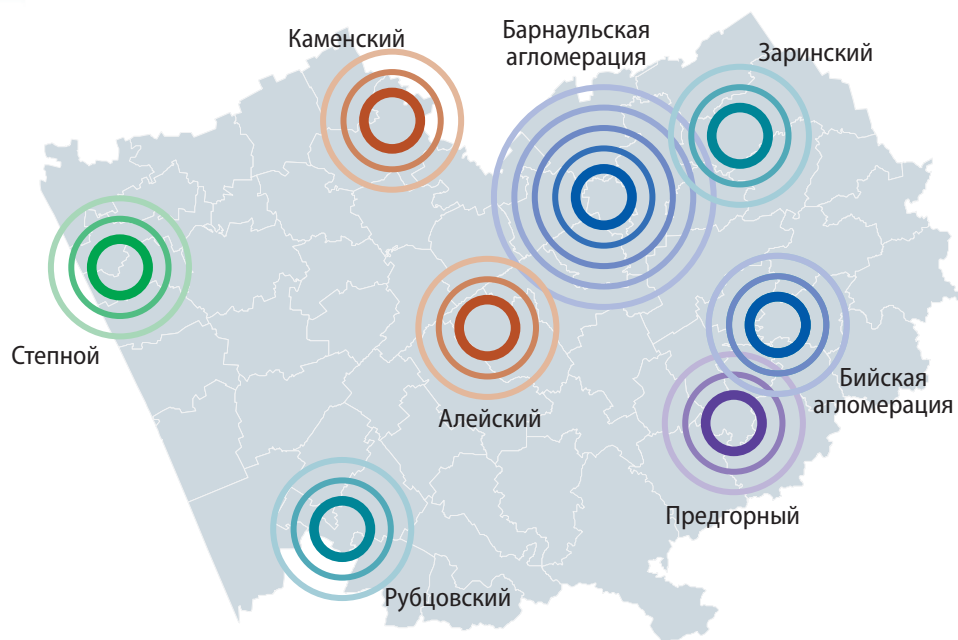 Каменский
Барнаульская
агломерация
Заринский
Степной
Алейский
Бийская
агломерация
Предгорный
Рубцовский